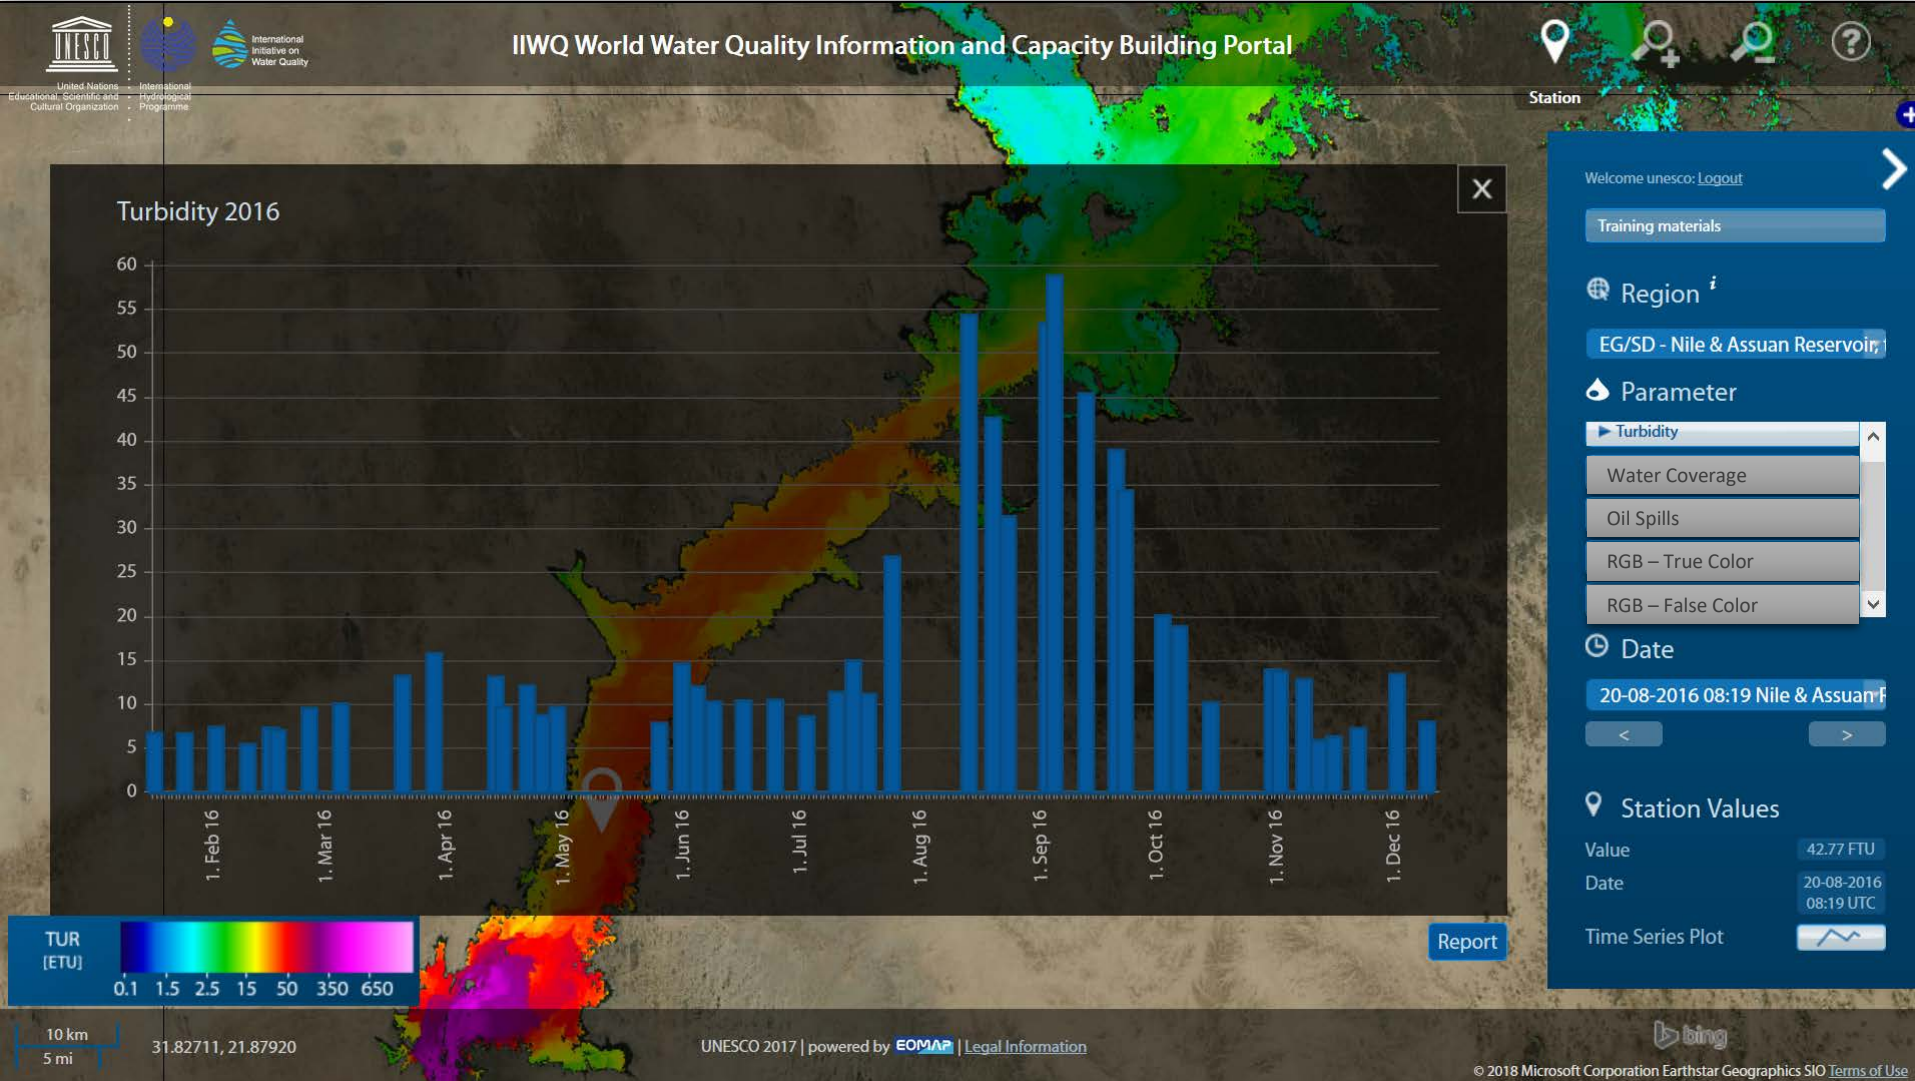 UNESCO
United Nations
Educational, Scientific and
Cultural Organization
International
Hydrological
Programme
International
Initiative on
Water Quality
IIWQ World Water Quality Information and Capacity Building Portal
?
Station
+
Turbidity 2016
X
60
55
50
45
40
35
30
25
20
15
10
5
0
1. Feb 16
1. Mar 16
1. Apr 16
1. May 16
1. Jun 16
1. Jul 16
1. Aug 16
1. Sep 16
1. Oct 16
1. Nov 16
1. Dec 16
Welcome unesco: Logout
Training materials
Region i
EG/SD - Nile & Assuan Reservoir,
Parameter
Turbidity
Water Coverage
Oil Spills
RGB – True Color
RGB – False Color
Date
20-08-2016 08:19 Nile & Assuan R
< >
Station Values
Value 42.77 FTU
Date 20-08-2016
08:19 UTC
Time Series Plot
Report
TUR
[ETU]
0.1 1.5 2.5 15 50 350 650
10 km
5 mi
31.82711, 21.87920
UNESCO 2017 | powered by EOMAP | Legal Information
bing
© 2018 Microsoft Corporation Earthstar Geographics SIO Terms of Use